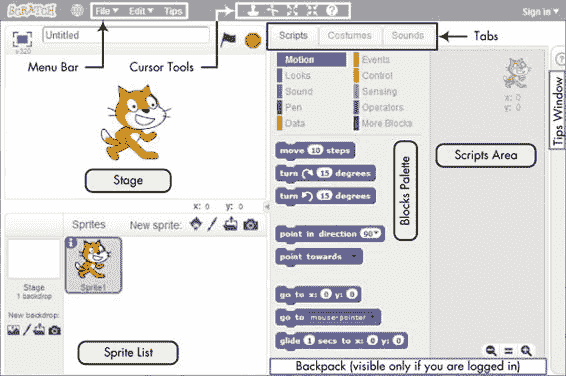 SCRATCH File Edit Tips Sign in
Untitled
v320
Menu Bar
Cursor Tools
Stage
x: 0 y: 0
Scripts Costumes Sounds
Tabs
Motion Events
Looks Control
Sound Sensing
Pen Operators
Data More Blocks
move 10 steps
turn 15 degrees
turn 15 degrees
point in direction 90
point towards
go to x: 0 y: 0
go to mouse-pointer
glide 1 secs to x: 0 y: 0
Blocks Palette
x: 0
y: 0
Scripts Area
?
Tips Window
Sprites New sprite:
Stage
1 backdrop
New backdrop:
Sprite1
Sprite List
Backpack (visible only if you are logged in)